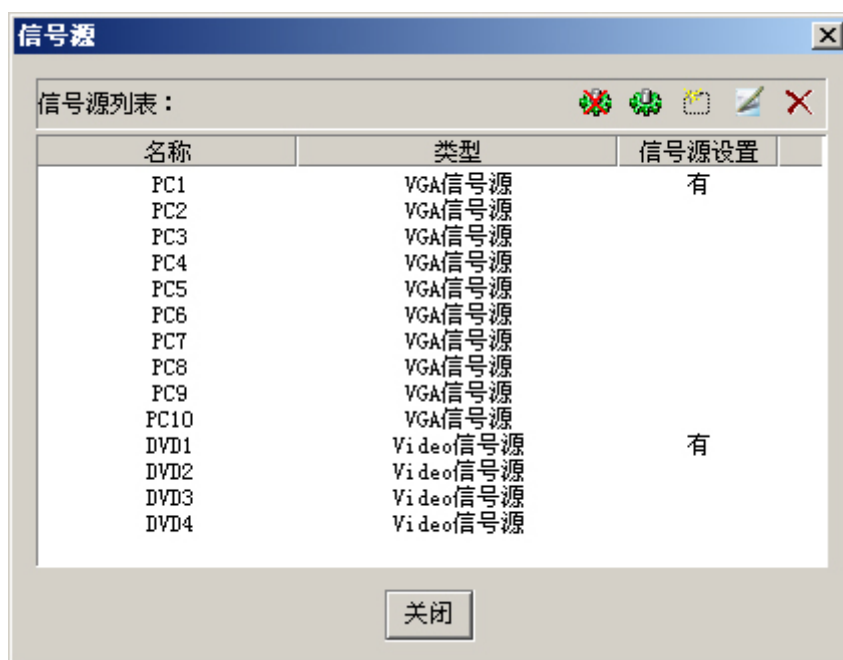 信号源
信号源列表：
名称 类型 信号源设置
PC1 VGA信号源 有
PC2 VGA信号源
PC3 VGA信号源
PC4 VGA信号源
PC5 VGA信号源
PC6 VGA信号源
PC7 VGA信号源
PC8 VGA信号源
PC9 VGA信号源
PC10 VGA信号源
DVD1 Video信号源 有
DVD2 Video信号源
DVD3 Video信号源
DVD4 Video信号源
关闭